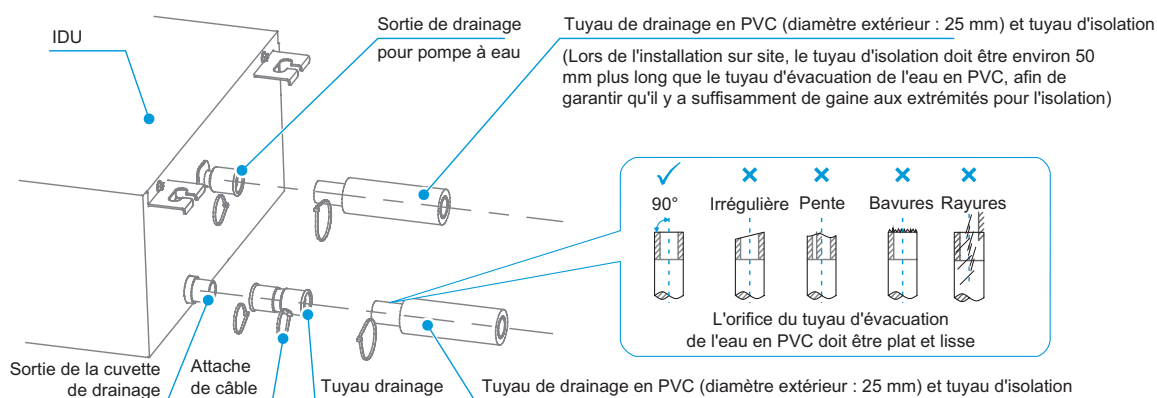 IDU
Sortie de drainage
pour pompe à eau
Tuyau de drainage en PVC (diamètre extérieur : 25 mm) et tuyau d'isolation
(Lors de l'installation sur site, le tuyau d'isolation doit être environ 50
mm plus long que le tuyau d'évacuation de l'eau en PVC, afin de
garantir qu'il y a suffisamment de gaine aux extrémités pour l'isolation)
90°
Irrégulière
Pente
Bavures
Rayures
L'orifice du tuyau d'évacuation
de l'eau en PVC doit être plat et lisse
Sortie de la cuvette
de drainage
Attache
de câble
Tuyau drainage
Tuyau de drainage en PVC (diamètre extérieur : 25 mm) et tuyau d'isolation